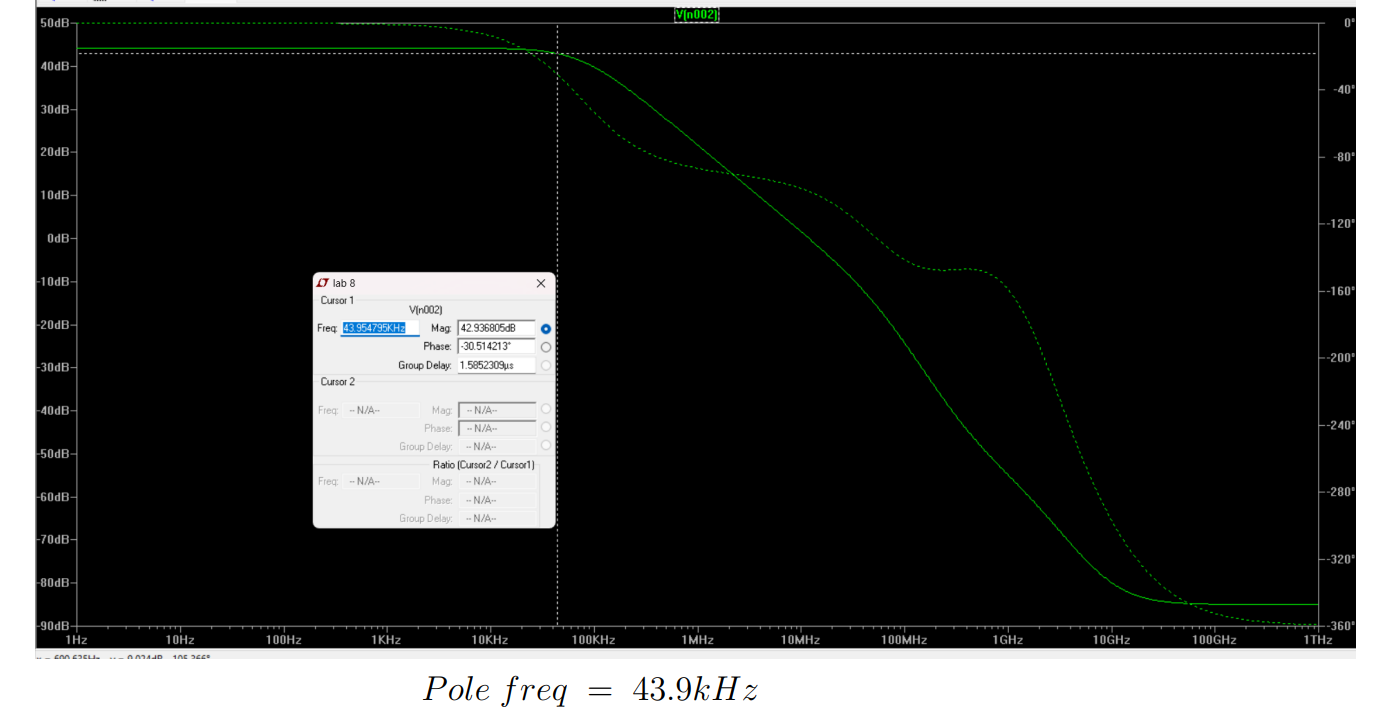 V(n002)
50dB
40dB
30dB
20dB
10dB
0dB
-10dB
-20dB
-30dB
-40dB
-50dB
-60dB
-70dB
-80dB
-90dB
0°
-40°
-80°
-120°
-160°
-200°
-240°
-280°
-320°
-360°
lab 8
Cursor 1
V(n002)
Freq: 43.954795KHz Mag: 42.936805dB
Phase: -30.514213°
Group Delay: 1.5852309µs
Cursor 2
Freq: -- N/A-- Mag: -- N/A--
Phase: -- N/A--
Group Delay: -- N/A--
Ratio (Cursor2 / Cursor1)
Freq: -- N/A-- Mag: -- N/A--
Phase: -- N/A--
Group Delay: -- N/A--
1Hz 10Hz 100Hz 1KHz 10KHz 100KHz 1MHz 10MHz 100MHz 1GHz 10GHz 100GHz 1THz
Pole freq = 43.9kHz